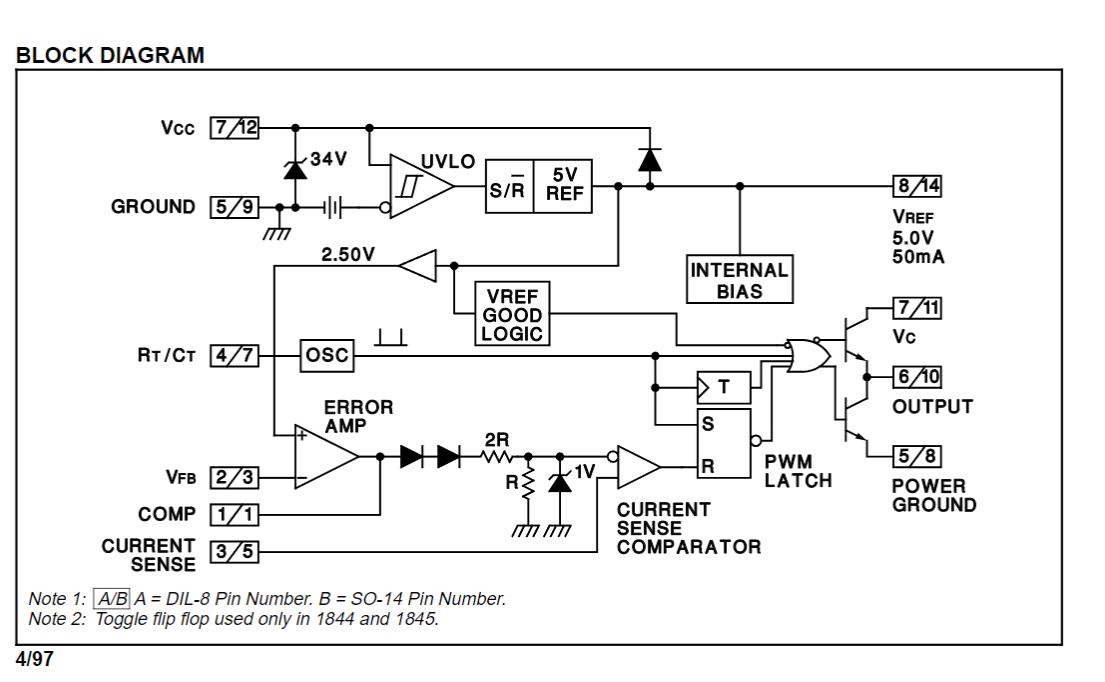 BLOCK DIAGRAM
VCC 7/12
34V
UVLO
S/R̅
5V
REF
8/14
VREF
5.0V
50mA
GROUND 5/9
2.50V
INTERNAL
BIAS
VREF
GOOD
LOGIC
7/11
VC
RT/CT 4/7
OSC
T
6/10
OUTPUT
ERROR
AMP
+
−
S
R
2R
R
1V
PWM
LATCH
5/8
POWER
GROUND
VFB 2/3
COMP 1/1
CURRENT
SENSE
COMPARATOR
CURRENT
SENSE 3/5
Note 1: A/B A = DIL-8 Pin Number. B = SO-14 Pin Number.
Note 2: Toggle flip flop used only in 1844 and 1845.
4/97